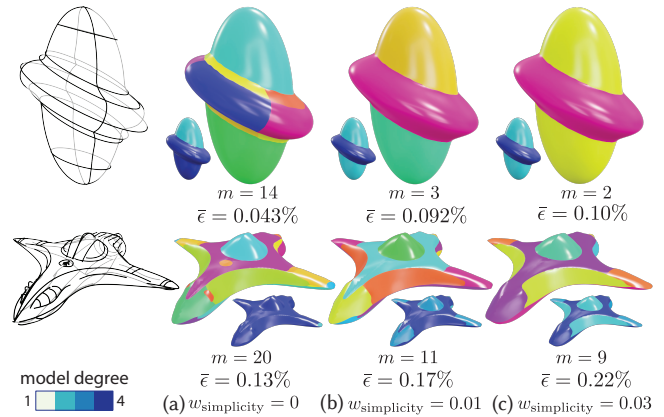 m = 14 m = 3 m = 2
ϵ̅ = 0.043% ϵ̅ = 0.092% ϵ̅ = 0.10%
m = 20 m = 11 m = 9
ϵ̅ = 0.13% ϵ̅ = 0.17% ϵ̅ = 0.22%
model degree
1 4
(a) w_simplicity = 0 (b) w_simplicity = 0.01 (c) w_simplicity = 0.03